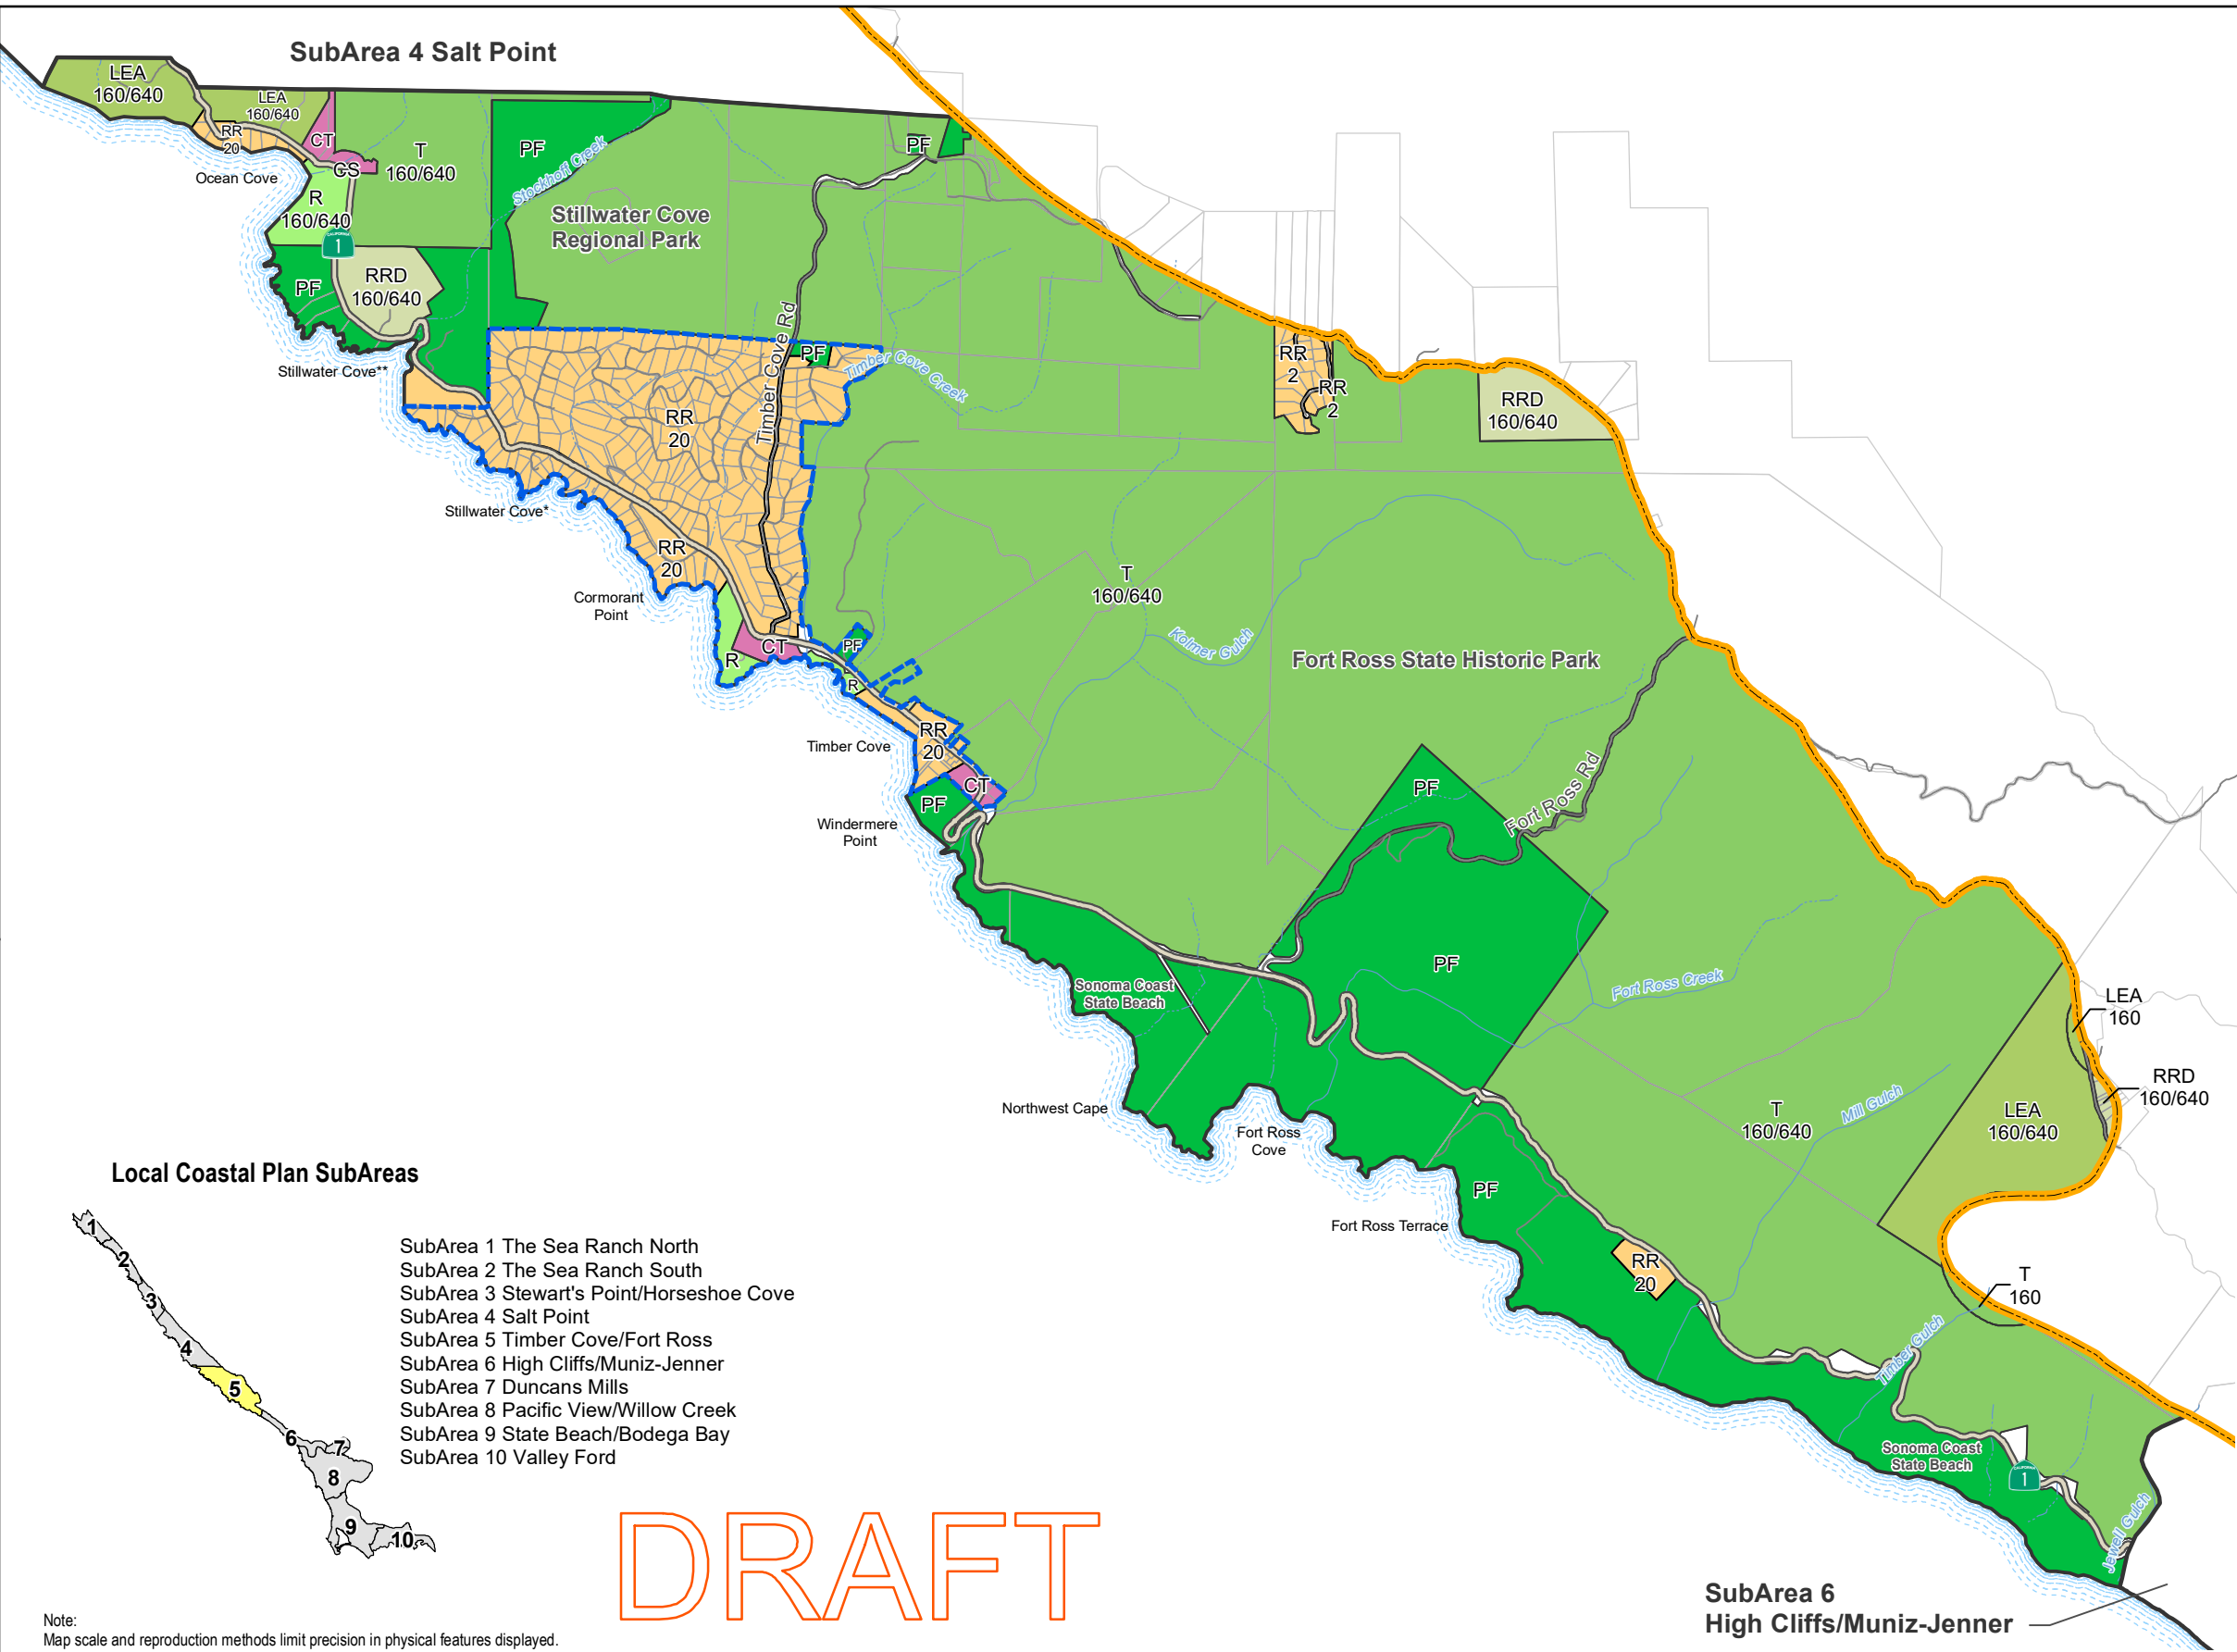 SubArea 4 Salt Point
LEA
160/640
LEA
160/640
RR
20
CT
CS
T
160/640
PF
Stockhoff Creek
PF
Ocean Cove
R
160/640
CALIFORNIA
1
Stillwater Cove
Regional Park
PF
RRD
160/640
Stillwater Cove**
Timber Cove Rd
PF
Timber Cove Creek
RR
2
RR
2
RRD
160/640
RR
20
Stillwater Cove*
RR
20
Cormorant
Point
T
160/640
Kolmer Gulch
Fort Ross State Historic Park
R
CT
PF
R
Timber Cove
RR
20
CT
PF
Windermere
Point
PF
Fort Ross Rd
PF
Sonoma Coast
State Beach
Fort Ross Creek
LEA
160
RRD
160/640
Northwest Cape
Fort Ross
Cove
T
160/640
Mill Gulch
LEA
160/640
PF
Fort Ross Terrace
RR
20
T
160
Timber Gulch
Sonoma Coast
State Beach
CALIFORNIA
1
Jewell Gulch
SubArea 6
High Cliffs/Muniz-Jenner
Local Coastal Plan SubAreas
1
2
3
4
5
6
7
8
9
10
SubArea 1 The Sea Ranch North
SubArea 2 The Sea Ranch South
SubArea 3 Stewart's Point/Horseshoe Cove
SubArea 4 Salt Point
SubArea 5 Timber Cove/Fort Ross
SubArea 6 High Cliffs/Muniz-Jenner
SubArea 7 Duncans Mills
SubArea 8 Pacific View/Willow Creek
SubArea 9 State Beach/Bodega Bay
SubArea 10 Valley Ford
DRAFT
Note:
Map scale and reproduction methods limit precision in physical features displayed.